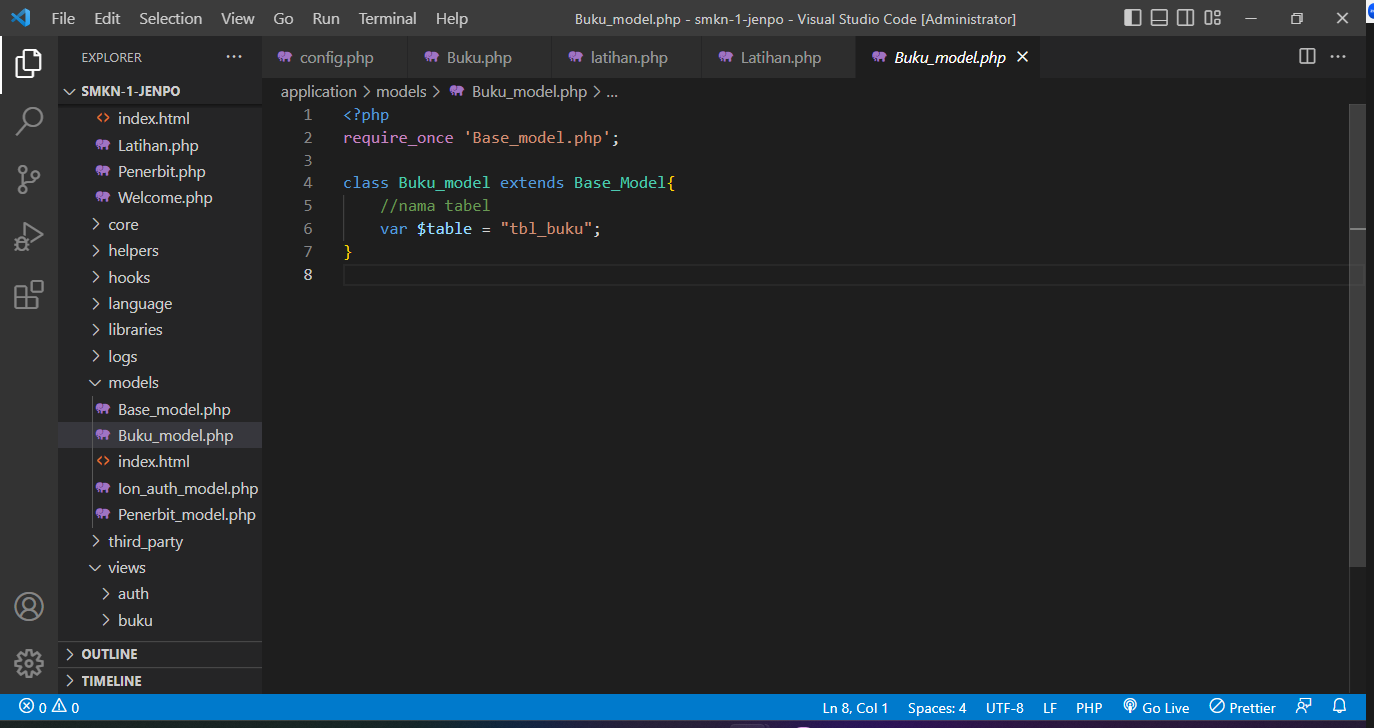 File Edit Selection View Go Run Terminal Help Buku_model.php - smkn-1-jenpo - Visual Studio Code [Administrator]
EXPLORER
config.php Buku.php latihan.php Latihan.php Buku_model.php
SMKN-1-JENPO
index.html
Latihan.php
Penerbit.php
Welcome.php
core
helpers
hooks
language
libraries
logs
models
Base_model.php
Buku_model.php
index.html
Ion_auth_model.php
Penerbit_model.php
third_party
views
auth
buku
OUTLINE
TIMELINE
application > models > Buku_model.php > ...
1 <?php
2 require_once 'Base_model.php';
3
4 class Buku_model extends Base_Model{
5 //nama tabel
6 var $table = "tbl_buku";
7 }
8
0 0 Ln 8, Col 1 Spaces: 4 UTF-8 LF PHP Go Live Prettier